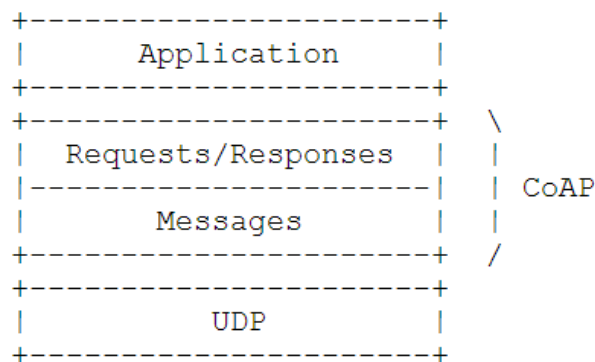 +----------------------+
|      Application     |
+----------------------+
+----------------------+  \
|  Requests/Responses  |  |
|----------------------|  | CoAP
|       Messages       |  |
+----------------------+  /
+----------------------+
|          UDP         |
+----------------------+